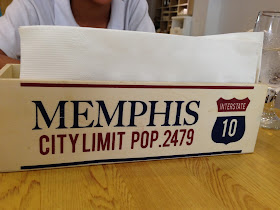 MEMPHIS
CITY LIMIT POP.2479
INTERSTATE
10